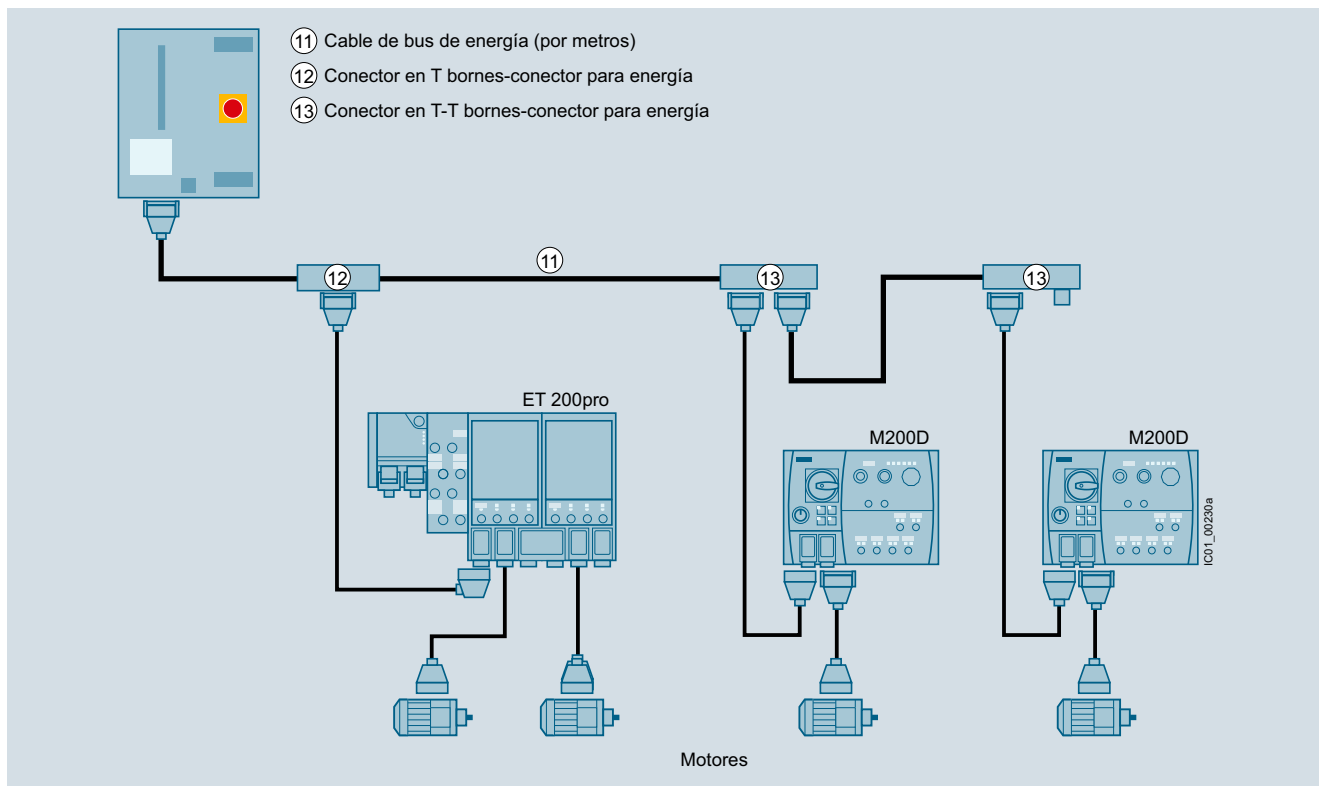 11 Cable de bus de energía (por metros)
12 Conector en T bornes-conector para energía
13 Conector en T-T bornes-conector para energía
11
12
13
13
ET 200pro
M200D
M200D
IC01_00230a
Motores